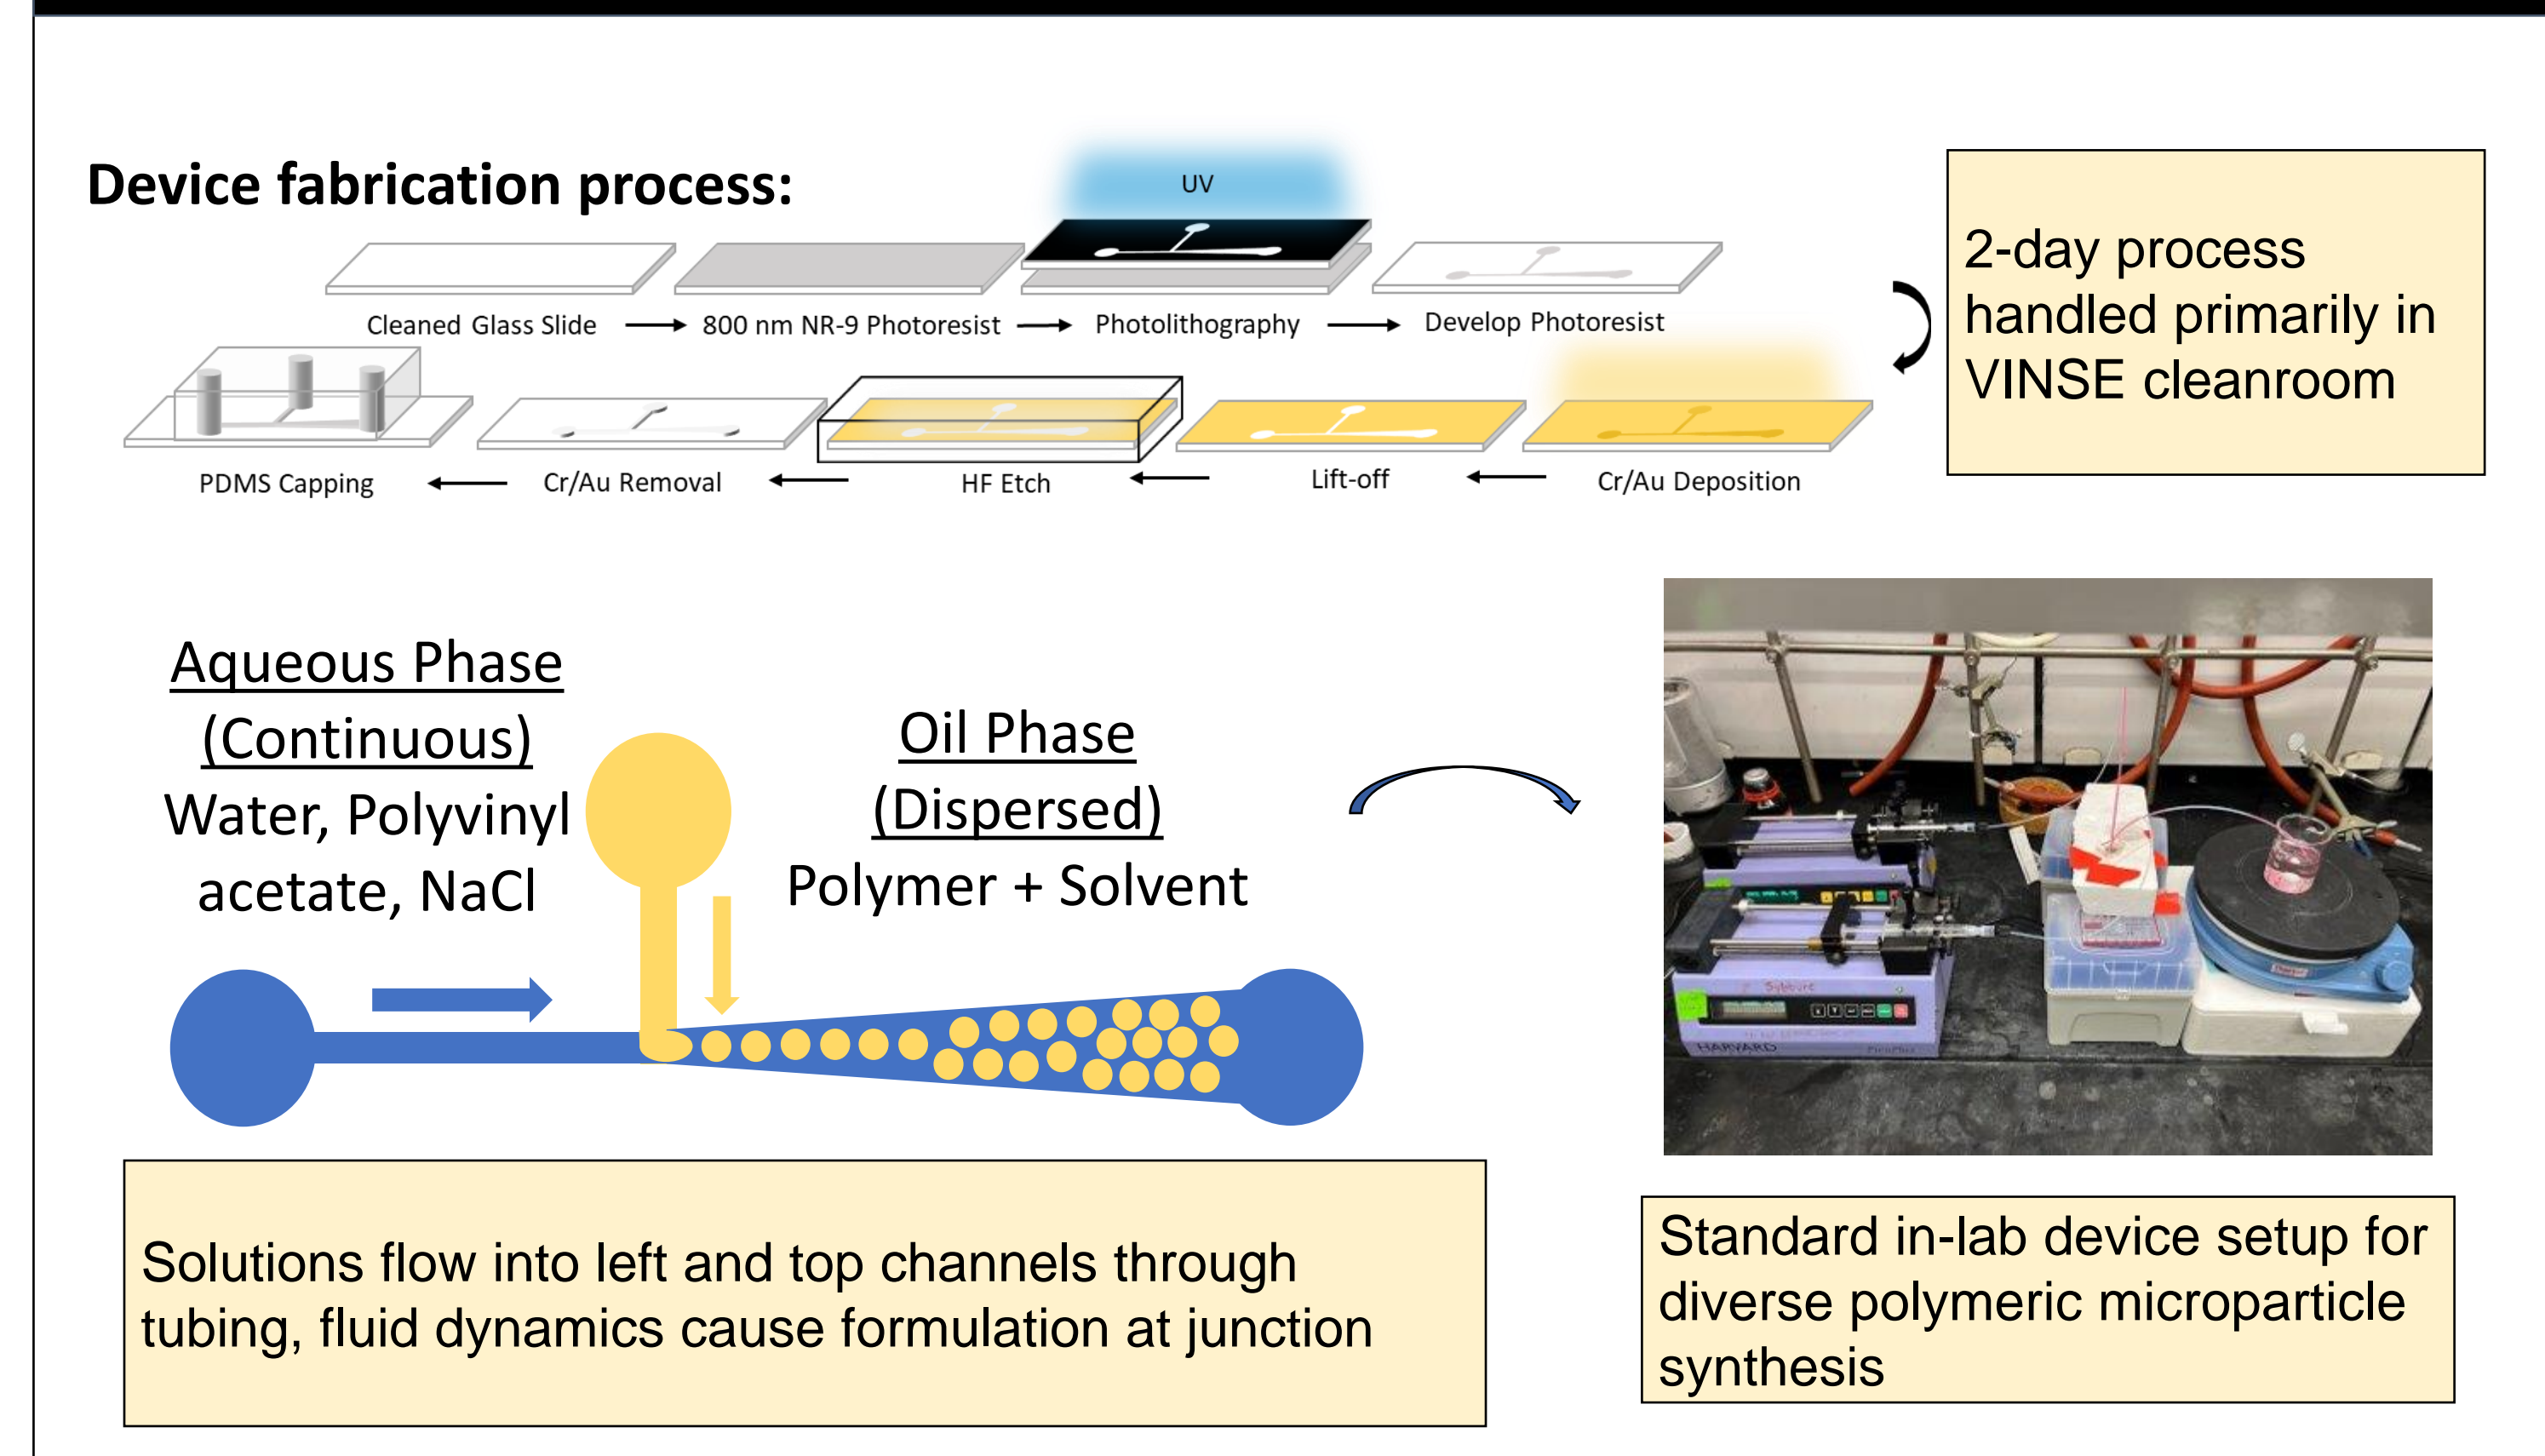 Device fabrication process:
UV
Cleaned Glass Slide
800 nm NR-9 Photoresist
Photolithography
Develop Photoresist
PDMS Capping
Cr/Au Removal
HF Etch
Lift-off
Cr/Au Deposition
2-day process
handled primarily in
VINSE cleanroom
Aqueous Phase
(Continuous)
Water, Polyvinyl
acetate, NaCl
Oil Phase
(Dispersed)
Polymer + Solvent
HARVARD
Solutions flow into left and top channels through
tubing, fluid dynamics cause formulation at junction
Standard in-lab device setup for
diverse polymeric microparticle
synthesis